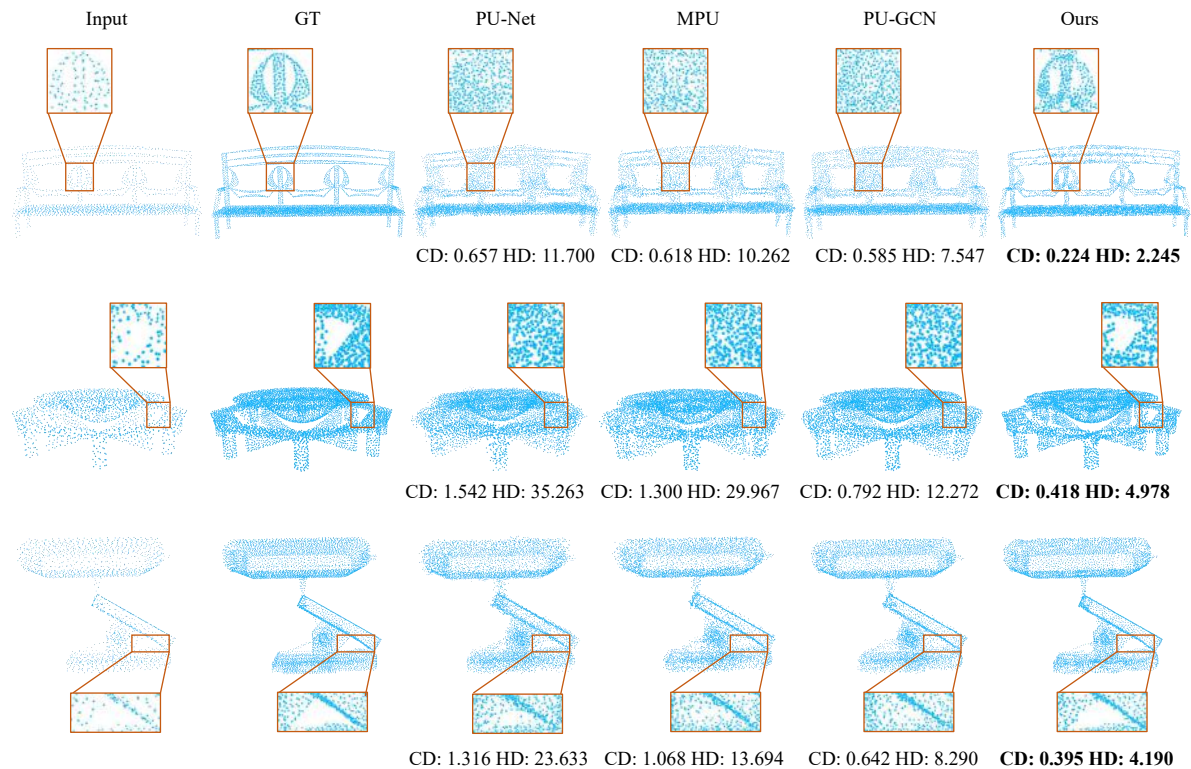 Input GT PU-Net MPU PU-GCN Ours
CD: 0.657 HD: 11.700 CD: 0.618 HD: 10.262 CD: 0.585 HD: 7.547 CD: 0.224 HD: 2.245
CD: 1.542 HD: 35.263 CD: 1.300 HD: 29.967 CD: 0.792 HD: 12.272 CD: 0.418 HD: 4.978
CD: 1.316 HD: 23.633 CD: 1.068 HD: 13.694 CD: 0.642 HD: 8.290 CD: 0.395 HD: 4.190